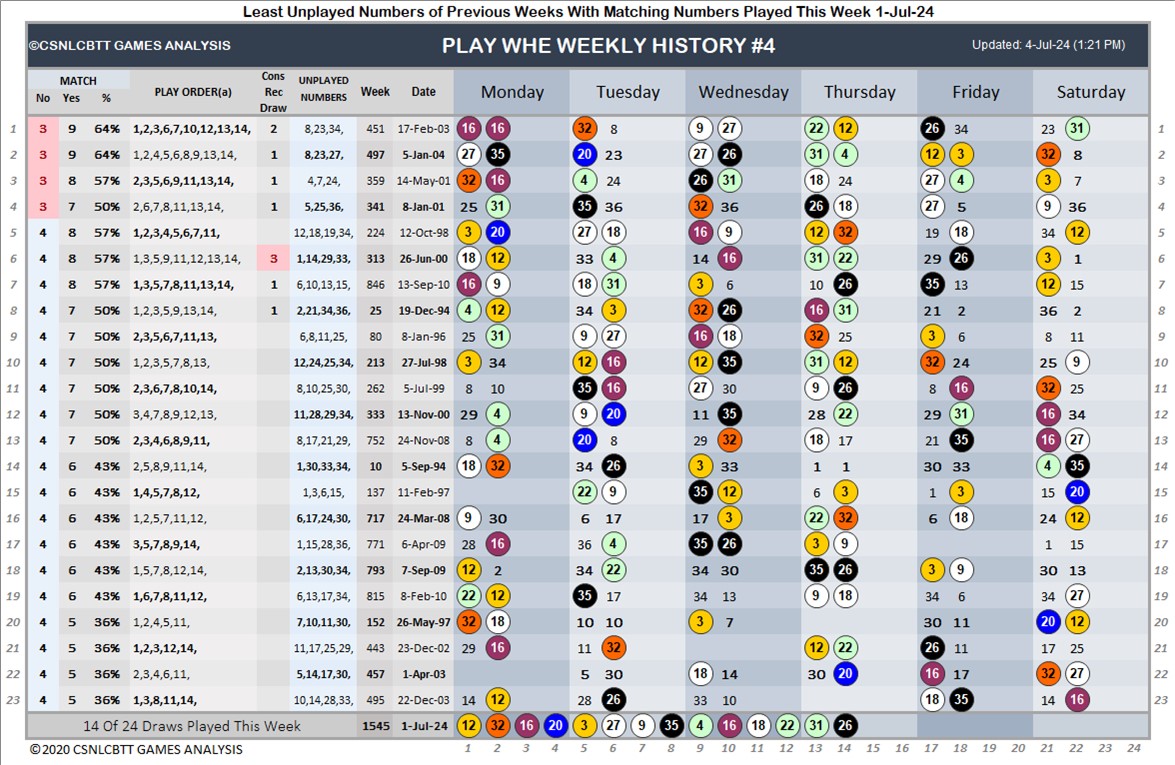 Least Unplayed Numbers of Previous Weeks With Matching Numbers Played This Week 1-Jul-24
©CSNLCBTT GAMES ANALYSIS PLAY WHE WEEKLY HISTORY #4 Updated: 4-Jul-24 (1:21 PM)
MATCH
No Yes % PLAY ORDER(a) Cons Rec Draw UNPLAYED NUMBERS Week Date Monday Tuesday Wednesday Thursday Friday Saturday
1 3 9 64% 1,2,3,6,7,10,12,13,14, 2 8,23,34, 451 17-Feb-03 16 16 32 8 9 27 22 12 26 34 23 31 1
2 3 9 64% 1,2,4,5,6,8,9,13,14, 1 8,23,27, 497 5-Jan-04 27 35 20 23 27 26 31 4 12 3 32 8 2
3 3 8 57% 2,3,5,6,9,11,13,14, 1 4,7,24, 359 14-May-01 32 16 4 24 26 31 18 24 27 4 3 7 3
4 3 7 50% 2,6,7,8,11,13,14, 1 5,25,36, 341 8-Jan-01 25 31 35 36 32 36 26 18 27 5 9 36 4
5 4 8 57% 1,2,3,4,5,6,7,11, 12,18,19,34, 224 12-Oct-98 3 20 27 18 16 9 12 32 19 18 34 12 5
6 4 8 57% 1,3,5,9,11,12,13,14, 3 1,14,29,33, 313 26-Jun-00 18 12 33 4 14 16 31 22 29 26 3 1 6
7 4 8 57% 1,3,5,7,8,11,13,14, 1 6,10,13,15, 846 13-Sep-10 16 9 18 31 3 6 10 26 35 13 12 15 7
8 4 7 50% 1,2,3,5,9,13,14, 1 2,21,34,36, 25 19-Dec-94 4 12 34 3 32 26 16 31 21 2 36 2 8
9 4 7 50% 2,3,5,6,7,11,13, 6,8,11,25, 80 8-Jan-96 25 31 9 27 16 18 32 25 3 6 8 11 9
10 4 7 50% 1,2,3,5,7,8,13, 12,24,25,34, 213 27-Jul-98 3 34 12 16 12 35 31 12 32 24 25 9 10
11 4 7 50% 2,3,6,7,8,10,14, 8,10,25,30, 262 5-Jul-99 8 10 35 16 27 30 9 26 8 16 32 25 11
12 4 7 50% 3,4,7,8,9,12,13, 11,28,29,34, 333 13-Nov-00 29 4 9 20 11 35 28 22 29 31 16 34 12
13 4 7 50% 2,3,4,6,8,9,11, 8,17,21,29, 752 24-Nov-08 8 4 20 8 29 32 18 17 21 35 16 27 13
14 4 6 43% 2,5,8,9,11,14, 1,30,33,34, 10 5-Sep-94 18 32 34 26 3 33 1 1 30 33 4 35 14
15 4 6 43% 1,4,5,7,8,12, 1,3,6,15, 137 11-Feb-97 22 9 35 12 6 3 1 3 15 20 15
16 4 6 43% 1,2,5,7,11,12, 6,17,24,30, 717 24-Mar-08 9 30 6 17 17 3 22 32 6 18 24 12 16
17 4 6 43% 3,5,7,8,9,14, 1,15,28,36, 771 6-Apr-09 28 16 36 4 35 26 3 9 1 15 17
18 4 6 43% 1,5,7,8,12,14, 2,13,30,34, 793 7-Sep-09 12 2 34 22 34 30 35 26 3 9 30 13 18
19 4 6 43% 1,6,7,8,11,12, 6,13,17,34, 815 8-Feb-10 22 12 35 17 34 13 9 18 34 6 34 27 19
20 4 5 36% 1,2,4,5,11, 7,10,11,30, 152 26-May-97 32 18 10 10 3 7 30 11 20 12 20
21 4 5 36% 1,2,3,12,14, 11,17,25,29, 443 23-Dec-02 29 16 11 32 12 22 26 11 17 25 21
22 4 5 36% 2,3,4,6,11, 5,14,17,30, 457 1-Apr-03 5 30 18 14 30 20 16 17 32 27 22
23 4 5 36% 1,3,8,11,14, 10,14,28,33, 495 22-Dec-03 14 12 28 26 33 10 18 35 14 16 23
14 Of 24 Draws Played This Week 1545 1-Jul-24 12 32 16 20 3 27 9 35 4 16 18 22 31 26
© 2020 CSNLCBTT GAMES ANALYSIS 1 2 3 4 5 6 7 8 9 10 11 12 13 14 15 16 17 18 19 20 21 22 23 24